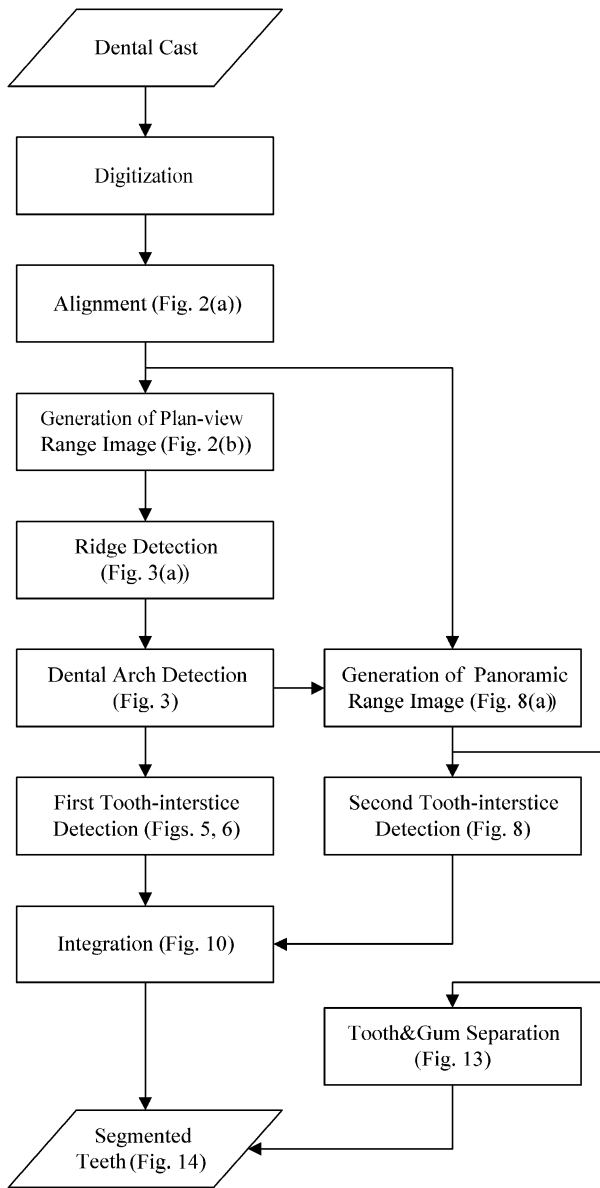 Dental Cast
Digitization
Alignment (Fig. 2(a))
Generation of Plan-view
Range Image (Fig. 2(b))
Ridge Detection
(Fig. 3(a))
Dental Arch Detection
(Fig. 3)
Generation of Panoramic
Range Image (Fig. 8(a))
First Tooth-interstice
Detection (Figs. 5, 6)
Second Tooth-interstice
Detection (Fig. 8)
Integration (Fig. 10)
Tooth&Gum Separation
(Fig. 13)
Segmented
Teeth (Fig. 14)